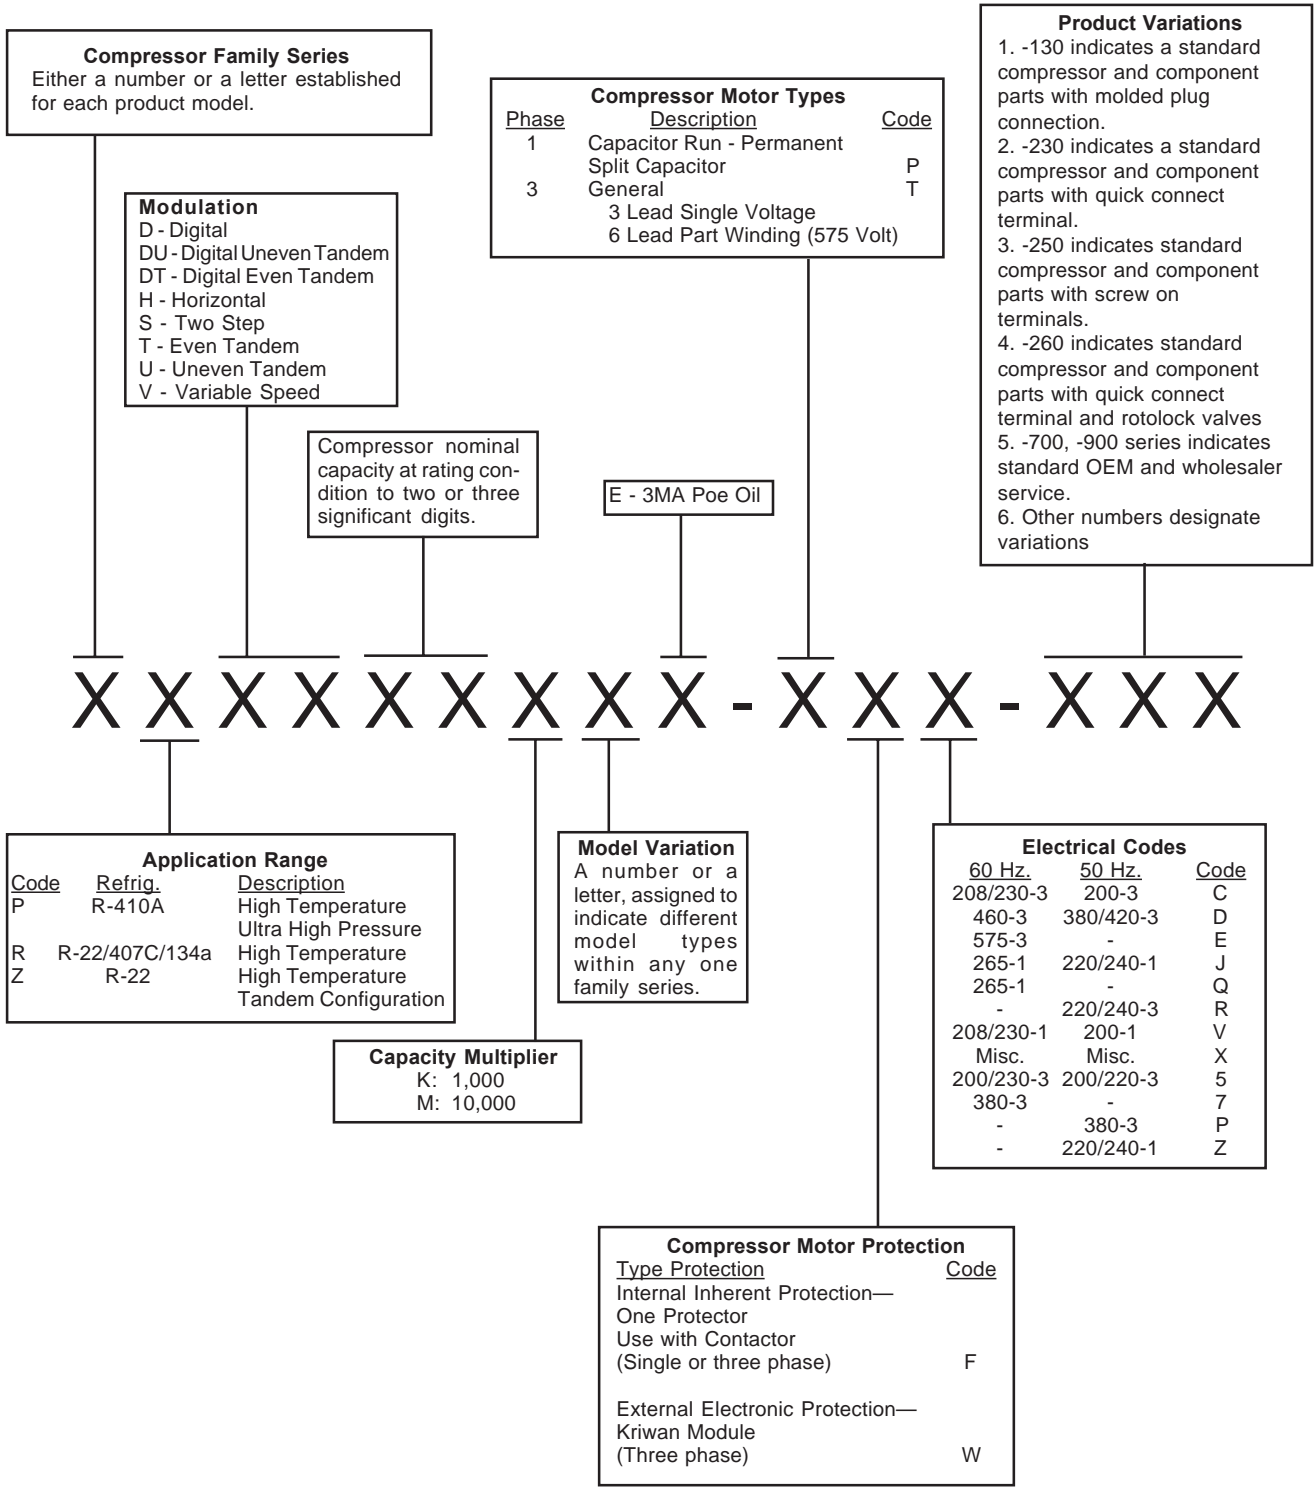 Compressor Family Series
Either a number or a letter established
for each product model.
Modulation
D - Digital
DU - Digital Uneven Tandem
DT - Digital Even Tandem
H - Horizontal
S - Two Step
T - Even Tandem
U - Uneven Tandem
V - Variable Speed
Compressor nominal
capacity at rating con-
dition to two or three
significant digits.
Compressor Motor Types
Phase Description Code
1 Capacitor Run - Permanent
Split Capacitor P
3 General T
3 Lead Single Voltage
6 Lead Part Winding (575 Volt)
E - 3MA Poe Oil
Product Variations
1. -130 indicates a standard
compressor and component
parts with molded plug
connection.
2. -230 indicates a standard
compressor and component
parts with quick connect
terminal.
3. -250 indicates standard
compressor and component
parts with screw on
terminals.
4. -260 indicates standard
compressor and component
parts with quick connect
terminal and rotolock valves
5. -700, -900 series indicates
standard OEM and wholesaler
service.
6. Other numbers designate
variations
X X X X X X X X X - X X X - X X X
Application Range
Code Refrig. Description
P R-410A High Temperature
Ultra High Pressure
R R-22/407C/134a High Temperature
Z R-22 High Temperature
Tandem Configuration
Capacity Multiplier
K: 1,000
M: 10,000
Model Variation
A number or a
letter, assigned to
indicate different
model types
within any one
family series.
Electrical Codes
60 Hz. 50 Hz. Code
208/230-3 200-3 C
460-3 380/420-3 D
575-3 - E
265-1 220/240-1 J
265-1 - Q
- 220/240-3 R
208/230-1 200-1 V
Misc. Misc. X
200/230-3 200/220-3 5
380-3 - 7
- 380-3 P
- 220/240-1 Z
Compressor Motor Protection
Type Protection Code
Internal Inherent Protection—
One Protector
Use with Contactor
(Single or three phase) F
External Electronic Protection—
Kriwan Module
(Three phase) W